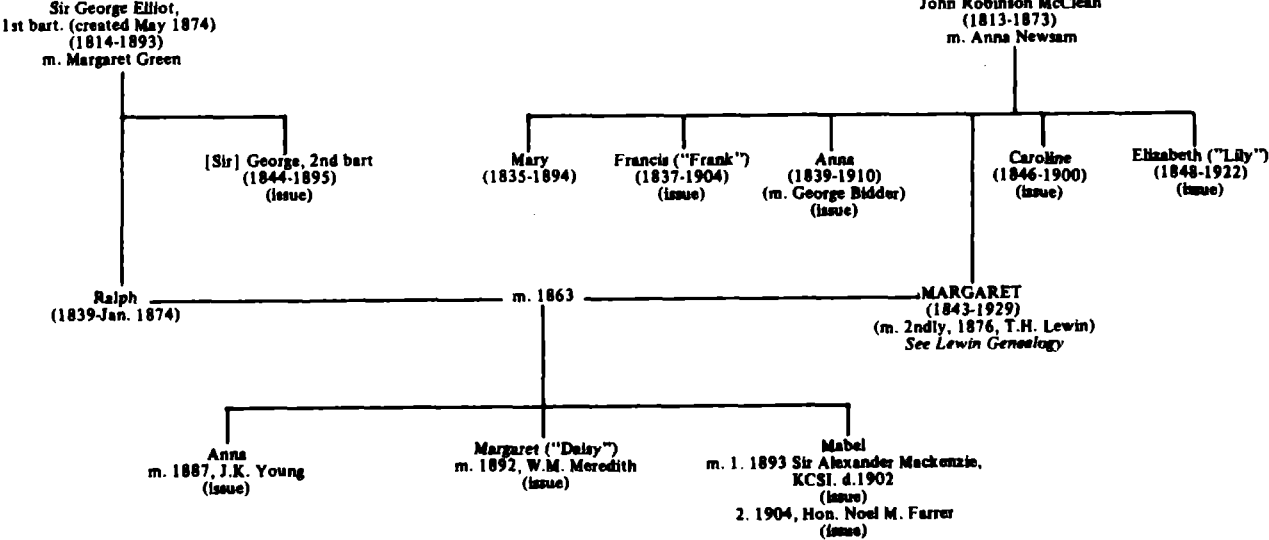 Sir George Elliot,
1st bart. (created May 1874)
(1814-1893)
m. Margaret Green
John Robinson McClean
(1813-1873)
m. Anna Newsam
[Sir] George, 2nd bart
(1844-1895)
(issue)
Mary
(1835-1894)
Francis ("Frank")
(1837-1904)
(issue)
Anna
(1839-1910)
(m. George Bidder)
(issue)
Caroline
(1846-1900)
(issue)
Elizabeth ("Lily")
(1848-1922)
(issue)
Ralph
(1839-Jan. 1874)
m. 1863
MARGARET
(1843-1929)
(m. 2ndly, 1876, T.H. Lewin)
See Lewin Genealogy
Anna
m. 1887, J.K. Young
(issue)
Margaret ("Daisy")
m. 1892, W.M. Meredith
(issue)
Mabel
m. 1. 1893 Sir Alexander Mackenzie,
KCSI. d.1902
(issue)
2. 1904, Hon. Noel M. Farrer
(issue)